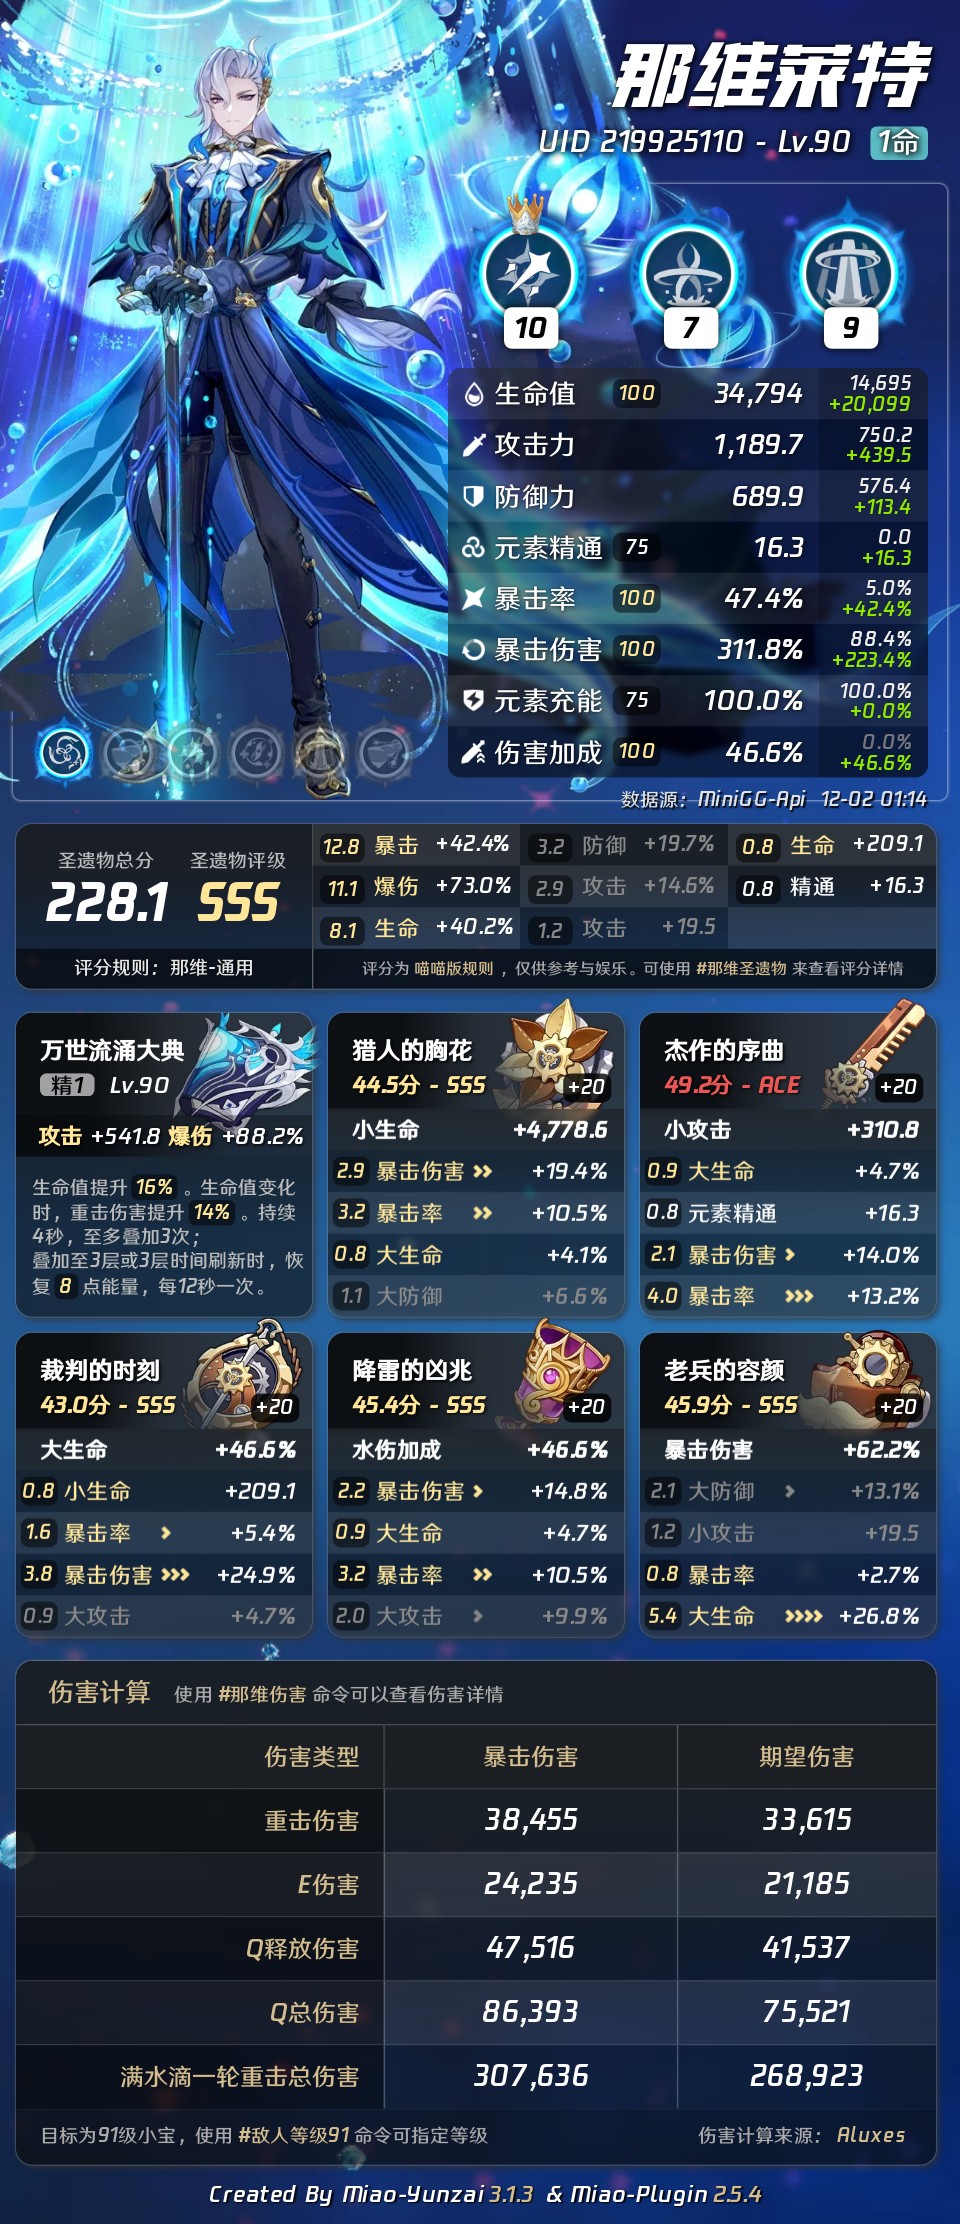 那维莱特
UID 219925110 - Lv.90 1命
10 7 9
生命值 100 34,794 14,695 +20,099
攻击力 1,189.7 750.2 +439.5
防御力 689.9 576.4 +113.4
元素精通 75 16.3 0.0 +16.3
暴击率 100 47.4% 5.0% +42.4%
暴击伤害 100 311.8% 88.4% +223.4%
元素充能 75 100.0% 100.0% +0.0%
伤害加成 100 46.6% 0.0% +46.6%
数据源：MiniGG-Api 12-02 01:14
圣遗物总分 圣遗物评级
228.1 SSS
评分规则：那维-通用
12.8 暴击 +42.4% 3.2 防御 +19.7% 0.8 生命 +209.1
11.1 爆伤 +73.0% 2.9 攻击 +14.6% 0.8 精通 +16.3
8.1 生命 +40.2% 1.2 攻击 +19.5
评分为 喵喵版规则 ，仅供参考与娱乐。可使用 #那维圣遗物 来查看评分详情
万世流涌大典
精1 Lv.90
攻击 +541.8 爆伤 +88.2%
生命值提升 16% 。生命值变化
时，重击伤害提升 14% 。持续
4秒，至多叠加3次；
叠加至3层或3层时间刷新时，恢
复 8 点能量，每12秒一次。
猎人的胸花
44.5分 - SSS +20
小生命 +4,778.6
2.9 暴击伤害 +19.4%
3.2 暴击率 +10.5%
0.8 大生命 +4.1%
1.1 大防御 +6.6%
杰作的序曲
49.2分 - ACE +20
小攻击 +310.8
0.9 大生命 +4.7%
0.8 元素精通 +16.3
2.1 暴击伤害 +14.0%
4.0 暴击率 +13.2%
裁判的时刻
43.0分 - SSS +20
大生命 +46.6%
0.8 小生命 +209.1
1.6 暴击率 +5.4%
3.8 暴击伤害 +24.9%
0.9 大攻击 +4.7%
降雷的凶兆
45.4分 - SSS +20
水伤加成 +46.6%
2.2 暴击伤害 +14.8%
0.9 大生命 +4.7%
3.2 暴击率 +10.5%
2.0 大攻击 +9.9%
老兵的容颜
45.9分 - SSS +20
暴击伤害 +62.2%
2.1 大防御 +13.1%
1.2 小攻击 +19.5
0.8 暴击率 +2.7%
5.4 大生命 +26.8%
伤害计算 使用 #那维伤害 命令可以查看伤害详情
伤害类型 暴击伤害 期望伤害
重击伤害 38,455 33,615
E伤害 24,235 21,185
Q释放伤害 47,516 41,537
Q总伤害 86,393 75,521
满水滴一轮重击总伤害 307,636 268,923
目标为91级小宝，使用 #敌人等级91 命令可指定等级 伤害计算来源： Aluxes
Created By Miao-Yunzai 3.1.3 & Miao-Plugin 2.5.4